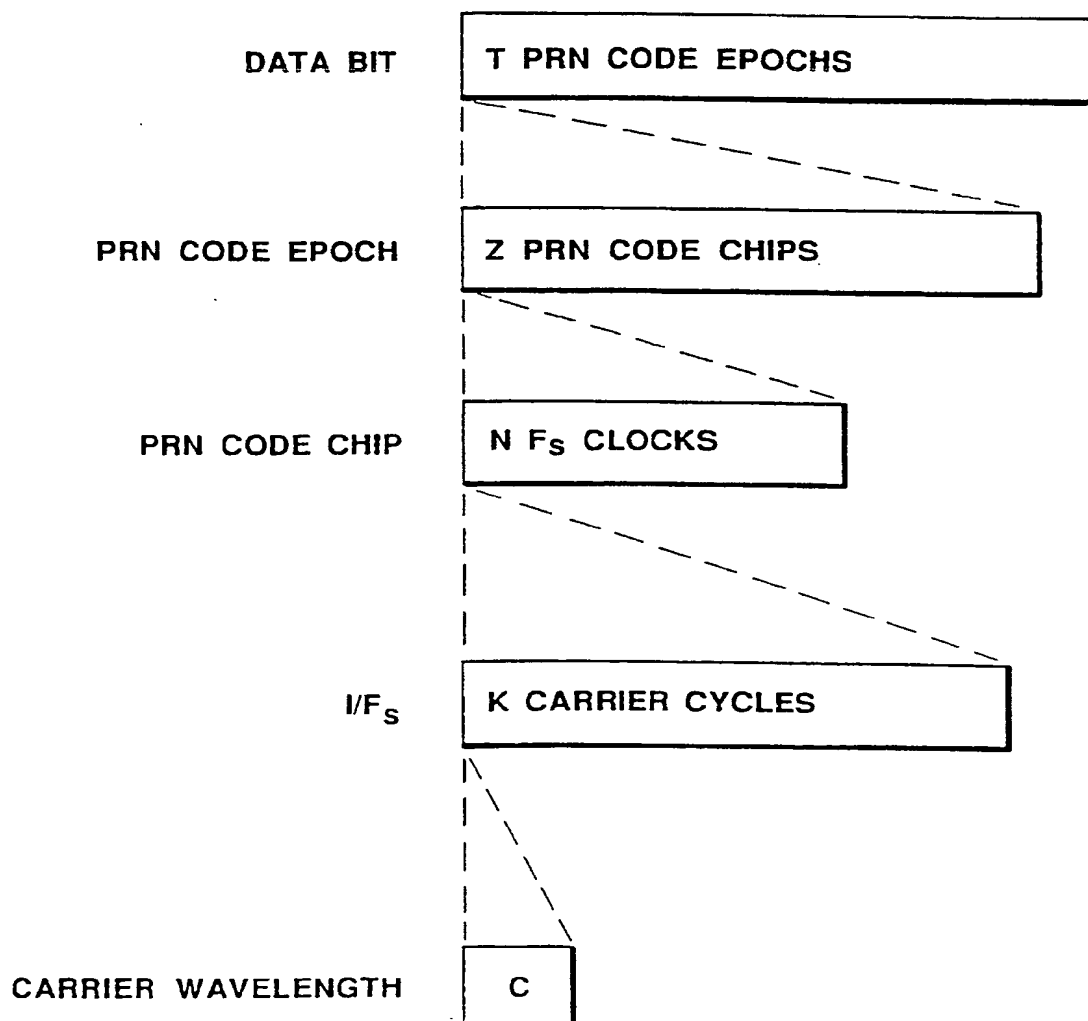 DATA BIT T PRN CODE EPOCHS
PRN CODE EPOCH Z PRN CODE CHIPS
PRN CODE CHIP N FS CLOCKS
I/FS K CARRIER CYCLES
CARRIER WAVELENGTH C